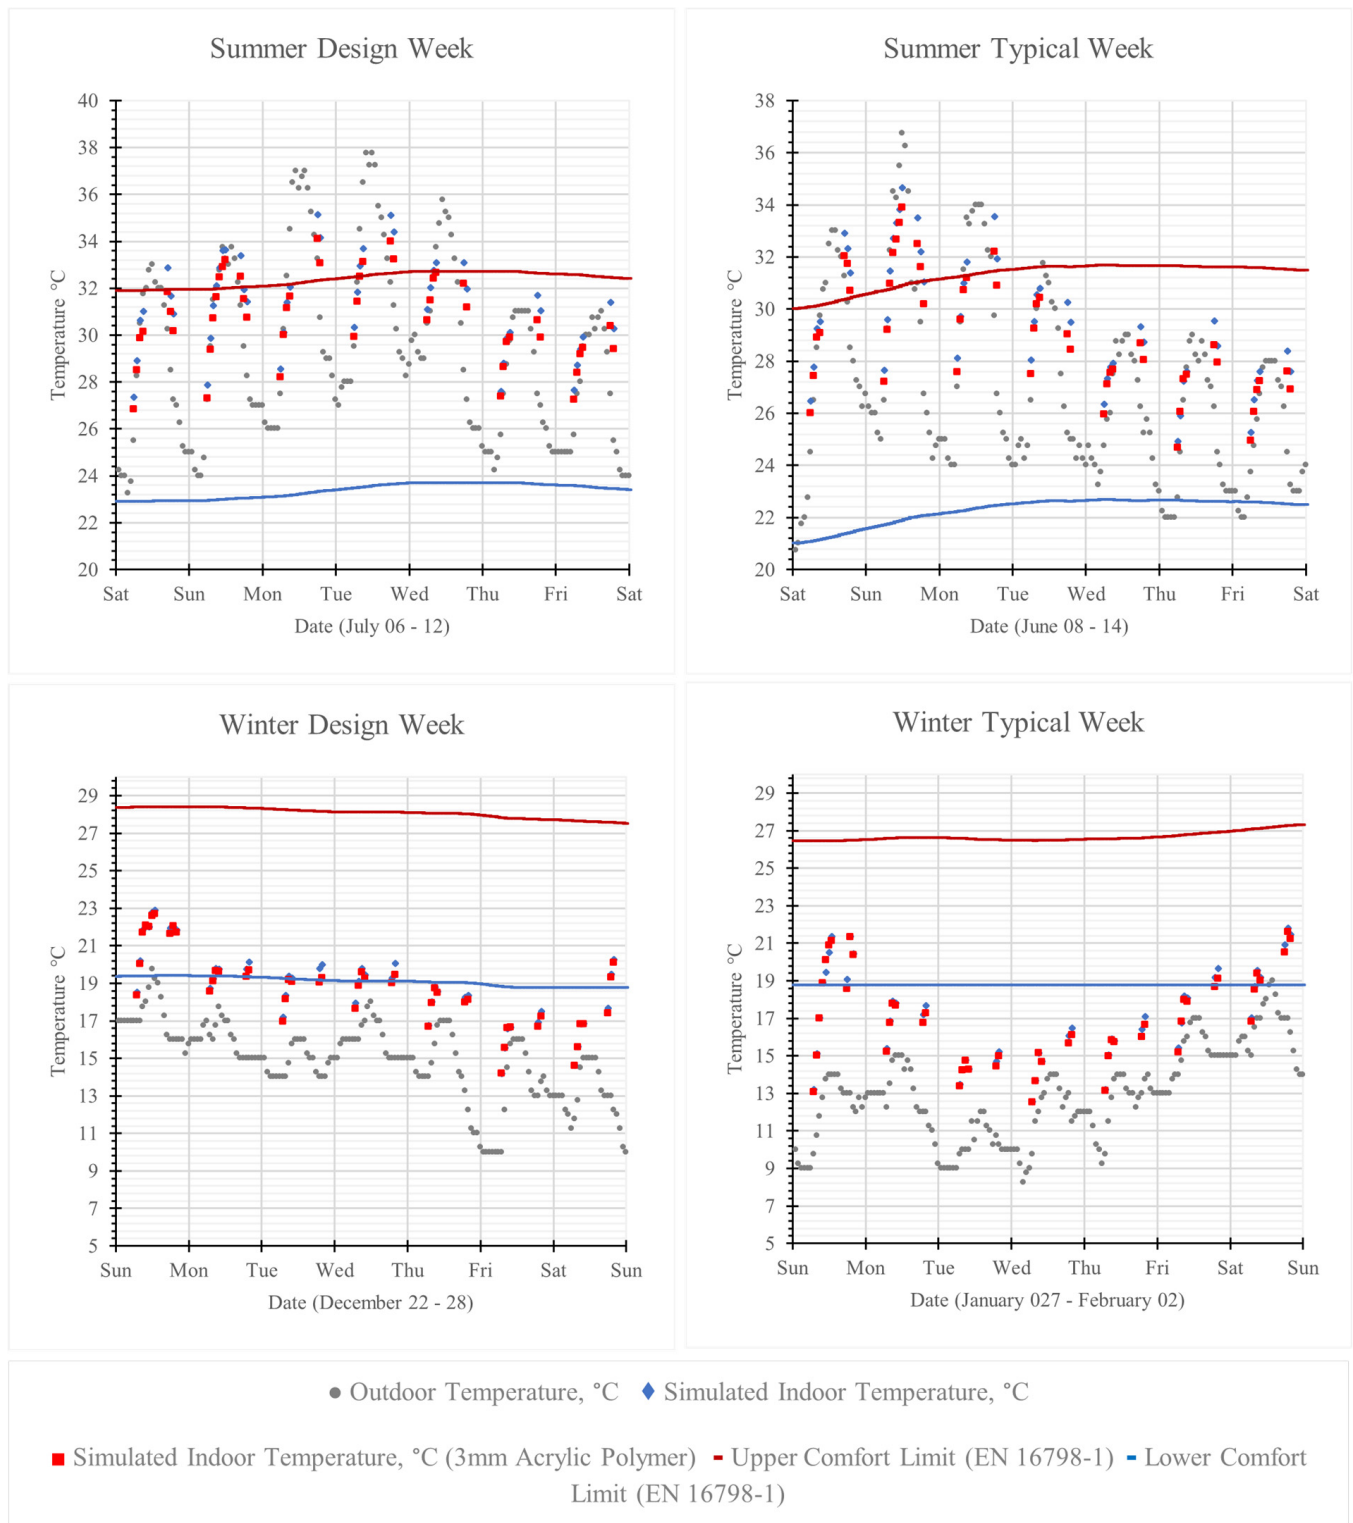 Summer Design Week
40
38
36
34
32
30
28
26
24
22
20
Temperature °C
Sat Sun Mon Tue Wed Thu Fri Sat
Date (July 06 - 12)
Summer Typical Week
38
36
34
32
30
28
26
24
22
20
Temperature °C
Sat Sun Mon Tue Wed Thu Fri Sat
Date (June 08 - 14)
Winter Design Week
29
27
25
23
21
19
17
15
13
11
9
7
5
Temperature °C
Sun Mon Tue Wed Thu Fri Sat Sun
Date (December 22 - 28)
Winter Typical Week
29
27
25
23
21
19
17
15
13
11
9
7
5
Temperature °C
Sun Mon Tue Wed Thu Fri Sat Sun
Date (January 027 - February 02)
Outdoor Temperature, °C Simulated Indoor Temperature, °C
Simulated Indoor Temperature, °C (3mm Acrylic Polymer) Upper Comfort Limit (EN 16798-1) Lower Comfort
Limit (EN 16798-1)